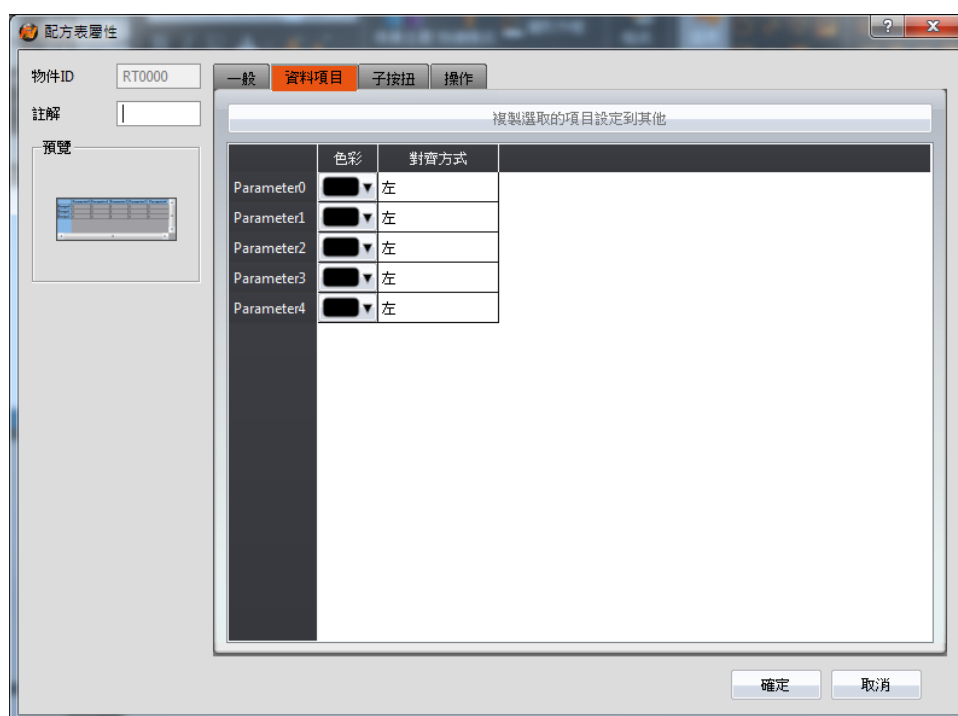 配方表屬性
物件ID RT0000
註解
預覽
一般 資料項目 子按扭 操作
複製選取的項目設定到其他
色彩 對齊方式
Parameter0 左
Parameter1 左
Parameter2 左
Parameter3 左
Parameter4 左
確定 取消